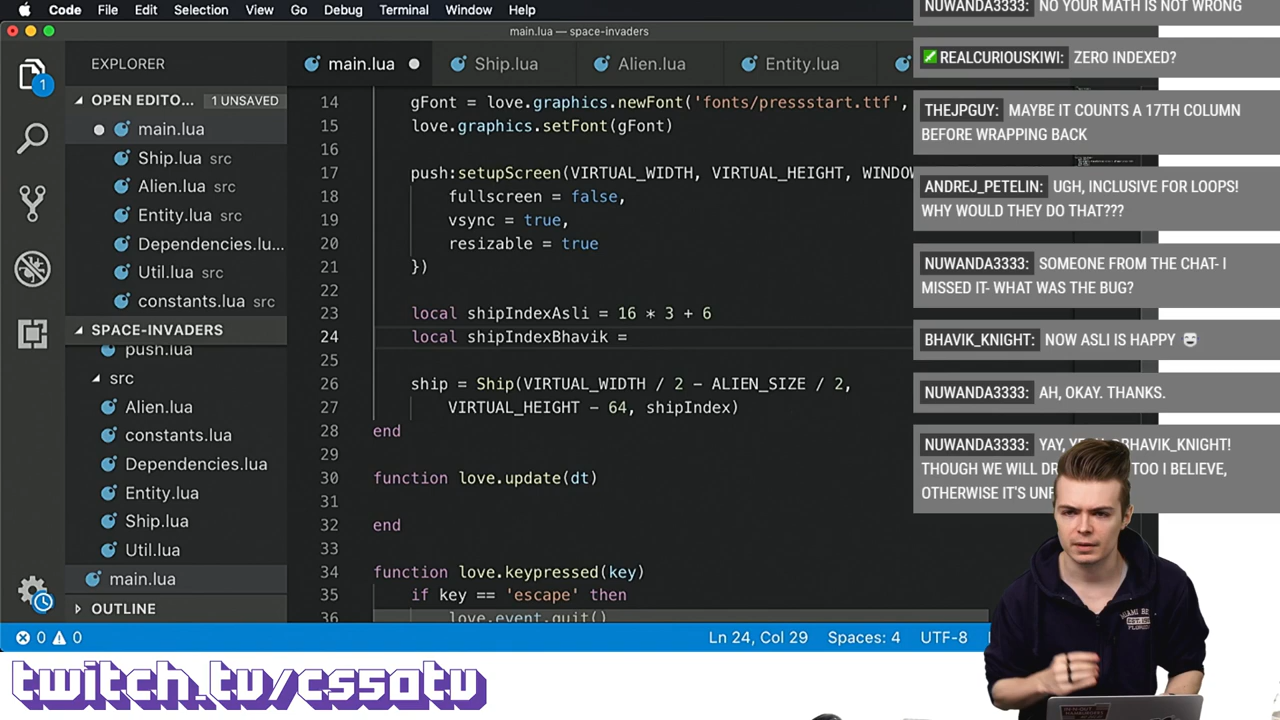 Code File Edit Selection View Go Debug Terminal Window Help
main.lua — space-invaders
1
EXPLORER
OPEN EDITO... 1 UNSAVED
main.lua
Ship.lua src
Alien.lua src
Entity.lua src
Dependencies.lu...
Util.lua src
constants.lua src
SPACE-INVADERS
push.lua
src
Alien.lua
constants.lua
Dependencies.lua
Entity.lua
Ship.lua
Util.lua
main.lua
OUTLINE
main.lua Ship.lua Alien.lua Entity.lua
14 gFont = love.graphics.newFont('fonts/pressstart.ttf',
15 love.graphics.setFont(gFont)
16
17 push:setupScreen(VIRTUAL_WIDTH, VIRTUAL_HEIGHT, WINDOW
18 fullscreen = false,
19 vsync = true,
20 resizable = true
21 })
22
23 local shipIndexAsli = 16 * 3 + 6
24 local shipIndexBhavik =
25
26 ship = Ship(VIRTUAL_WIDTH / 2 - ALIEN_SIZE / 2,
27 VIRTUAL_HEIGHT - 64, shipIndex)
28 end
29
30 function love.update(dt)
31
32 end
33
34 function love.keypressed(key)
35 if key == 'escape' then
36 love.event.quit()
0 0
Ln 24, Col 29 Spaces: 4 UTF-8
NUWANDA3333: NO YOUR MATH IS NOT WRONG
REALCURIOUSKIWI: ZERO INDEXED?
THEJPGUY: MAYBE IT COUNTS A 17TH COLUMN
BEFORE WRAPPING BACK
ANDREJ_PETELIN: UGH, INCLUSIVE FOR LOOPS!
WHY WOULD THEY DO THAT???
NUWANDA3333: SOMEONE FROM THE CHAT- I
MISSED IT- WHAT WAS THE BUG?
BHAVIK_KNIGHT: NOW ASLI IS HAPPY
NUWANDA3333: AH, OKAY. THANKS.
NUWANDA3333: YAY, BHAVIK_KNIGHT!
THOUGH WE WILL TOO I BELIEVE,
OTHERWISE IT'S
twitch.tv/cs50tv